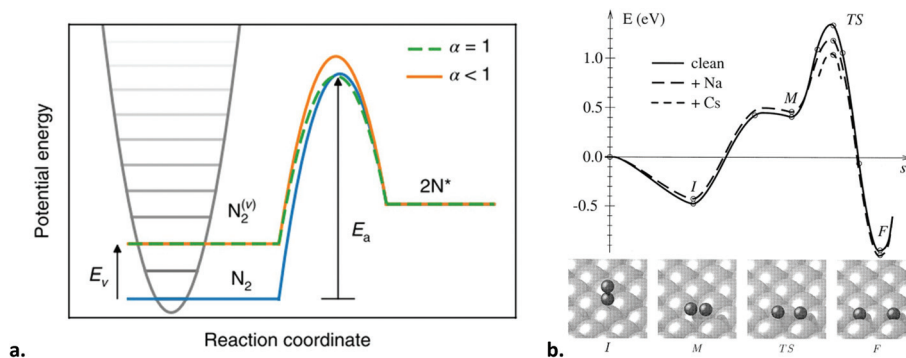 α = 1
α < 1
Potential energy
N₂⁽ᵛ⁾
2N*
Eₐ
Eᵥ
N₂
Reaction coordinate
a.
E (eV)
TS
1.0
clean
+ Na
+ Cs
M
0.5
0.0
s
I
-0.5
F
I
M
TS
F
b.